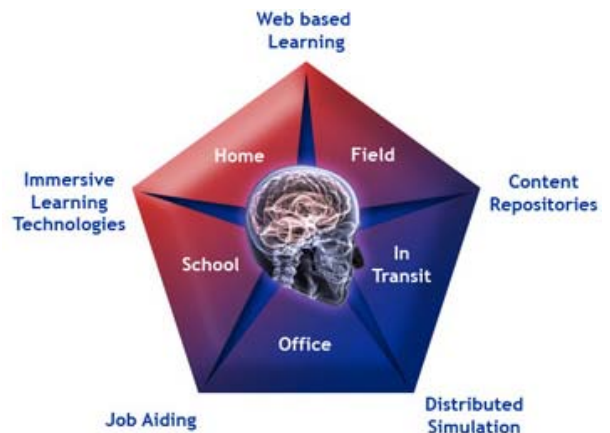 Web based
Learning
Home
Field
Immersive
Learning
Technologies
Content
Repositories
School
In
Transit
Office
Job Aiding
Distributed
Simulation